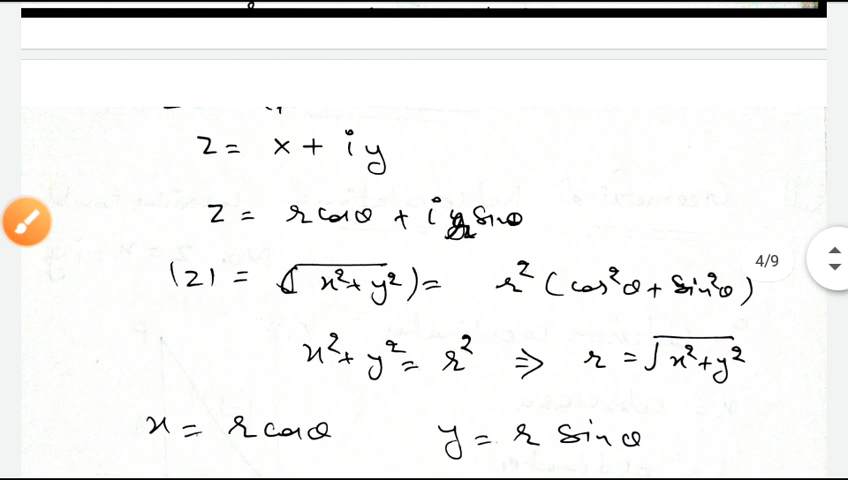 z = x + iy
z = r cosθ + i r sinθ
|z| = √(x²+y²) = r² (cos²θ + sin²θ)
4/9
x² + y² = r² ⇒ r = √x²+y²
x = r cosθ y = r sinθ